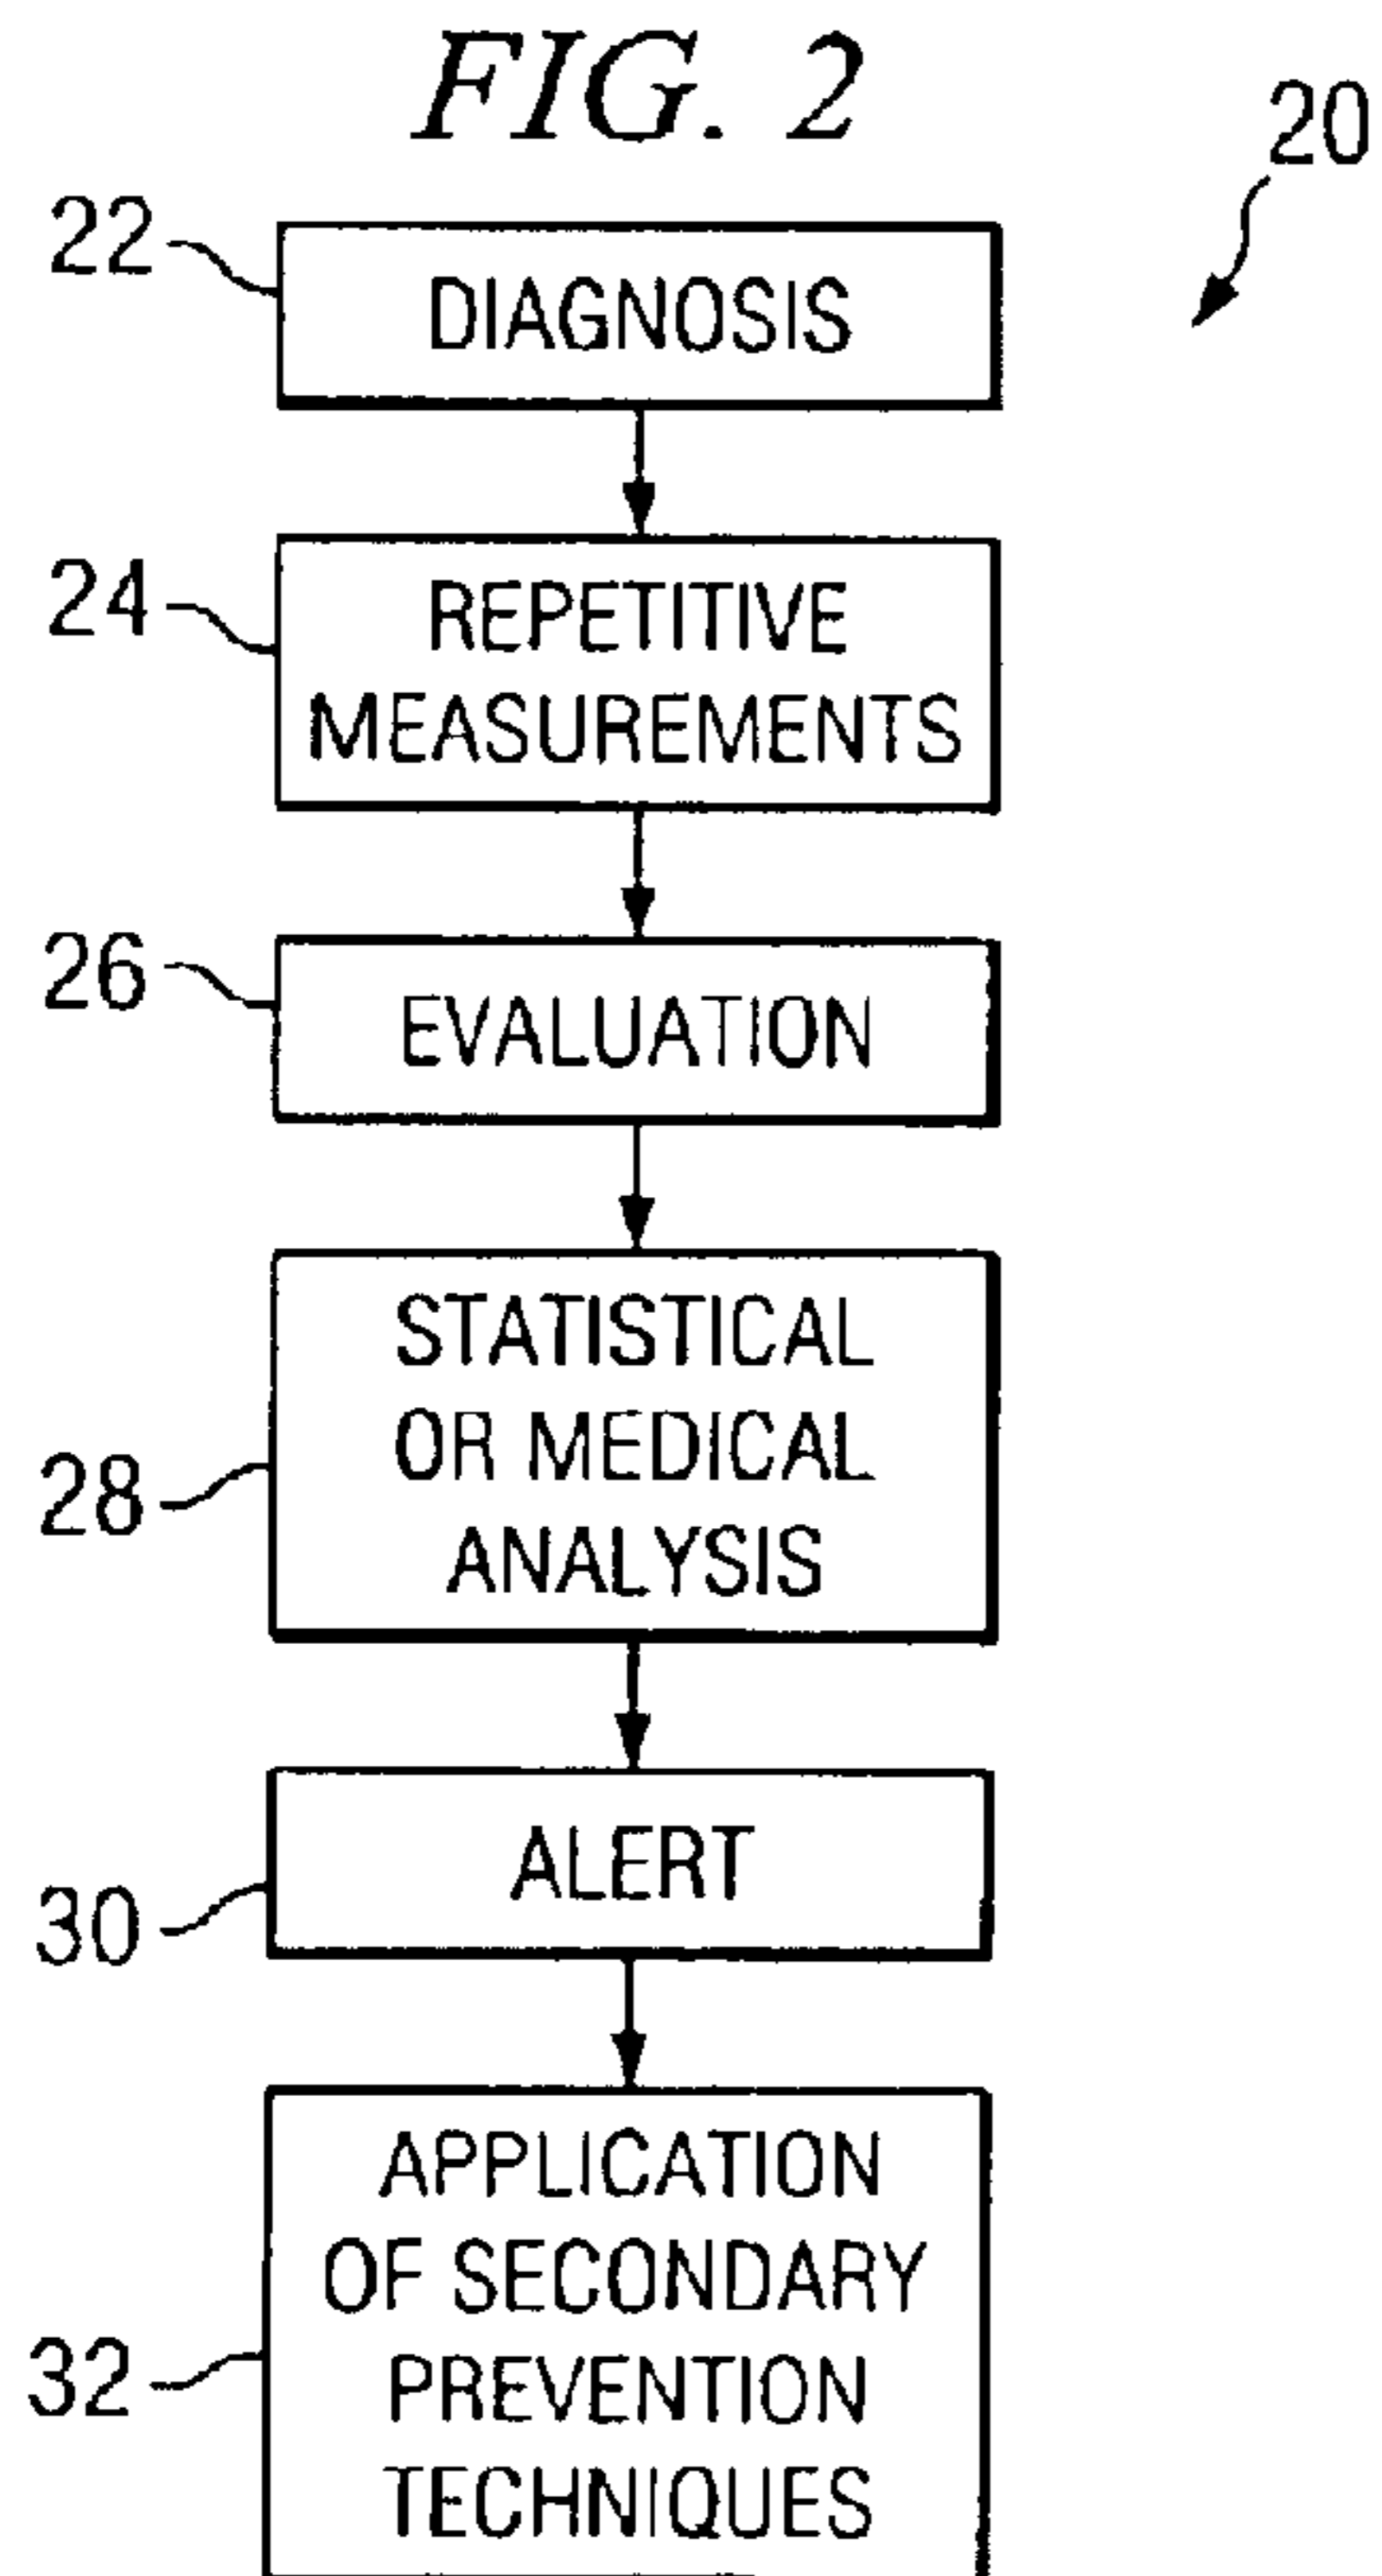 FIG. 2
20
22
DIAGNOSIS
24
REPETITIVE
MEASUREMENTS
26
EVALUATION
28
STATISTICAL
OR MEDICAL
ANALYSIS
30
ALERT
32
APPLICATION
OF SECONDARY
PREVENTION
TECHNIQUES